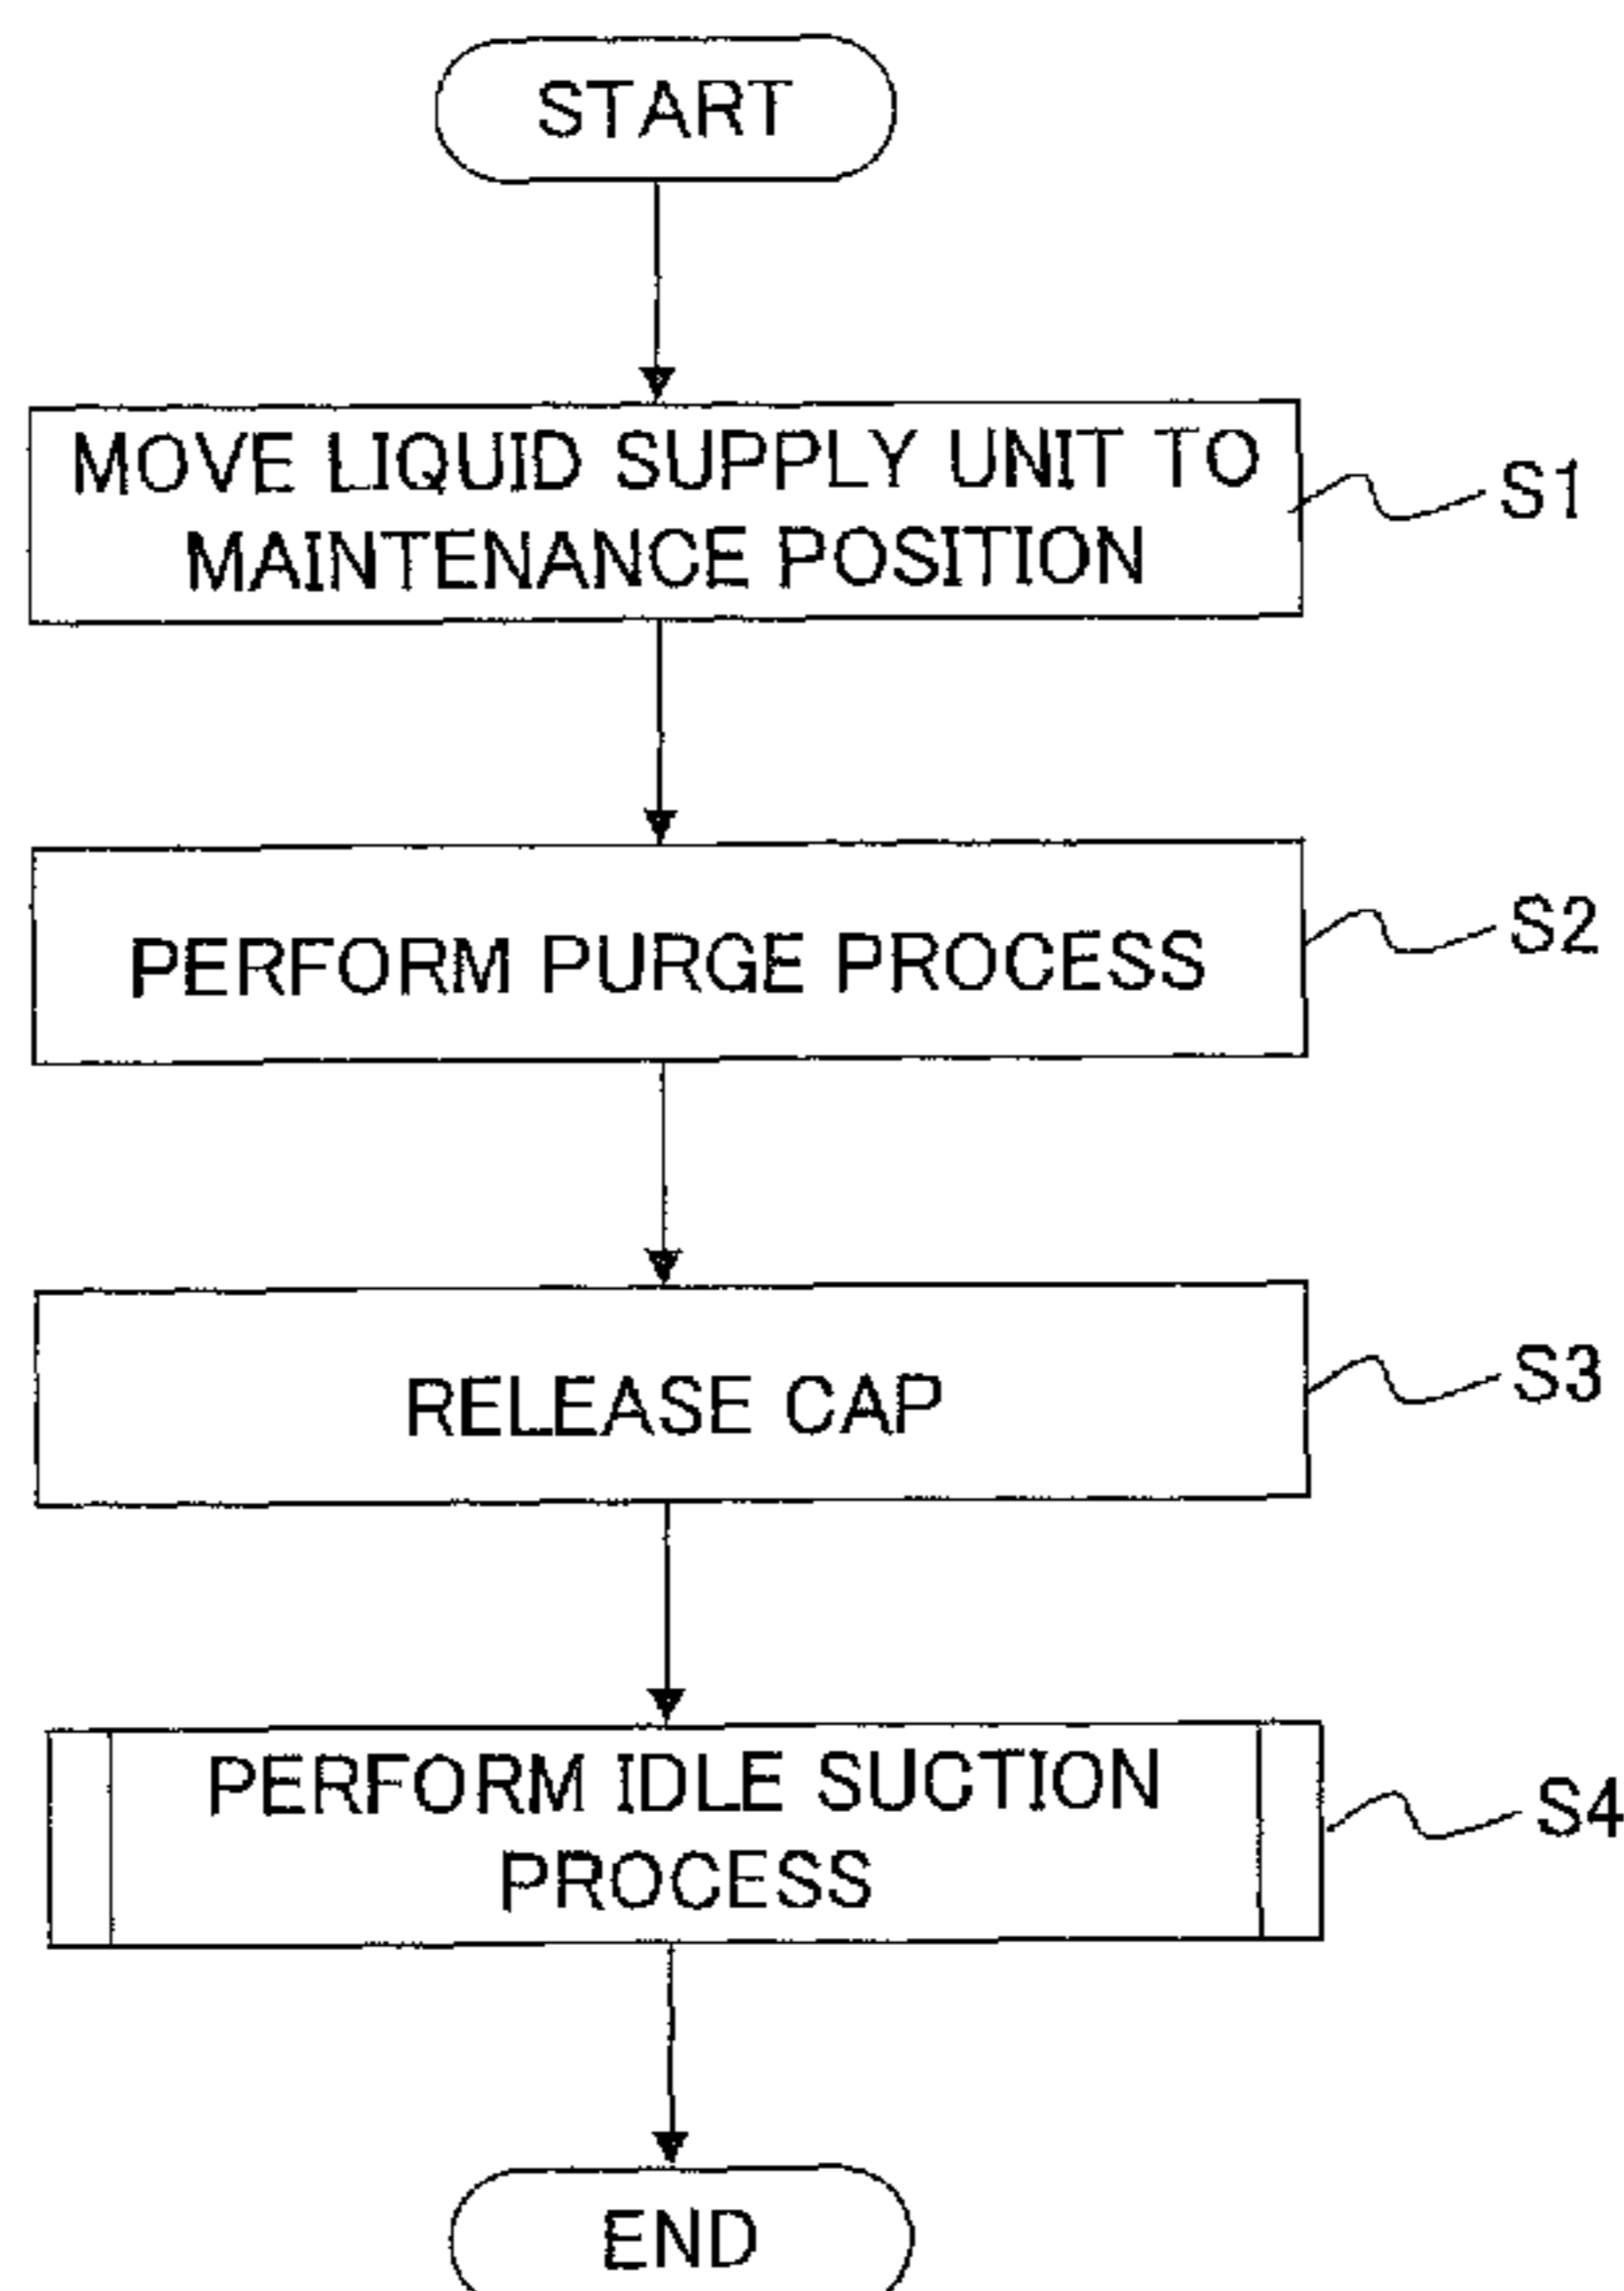 START
MOVE LIQUID SUPPLY UNIT TO
MAINTENANCE POSITION
S1
PERFORM PURGE PROCESS
S2
RELEASE CAP
S3
PERFORM IDLE SUCTION
PROCESS
S4
END